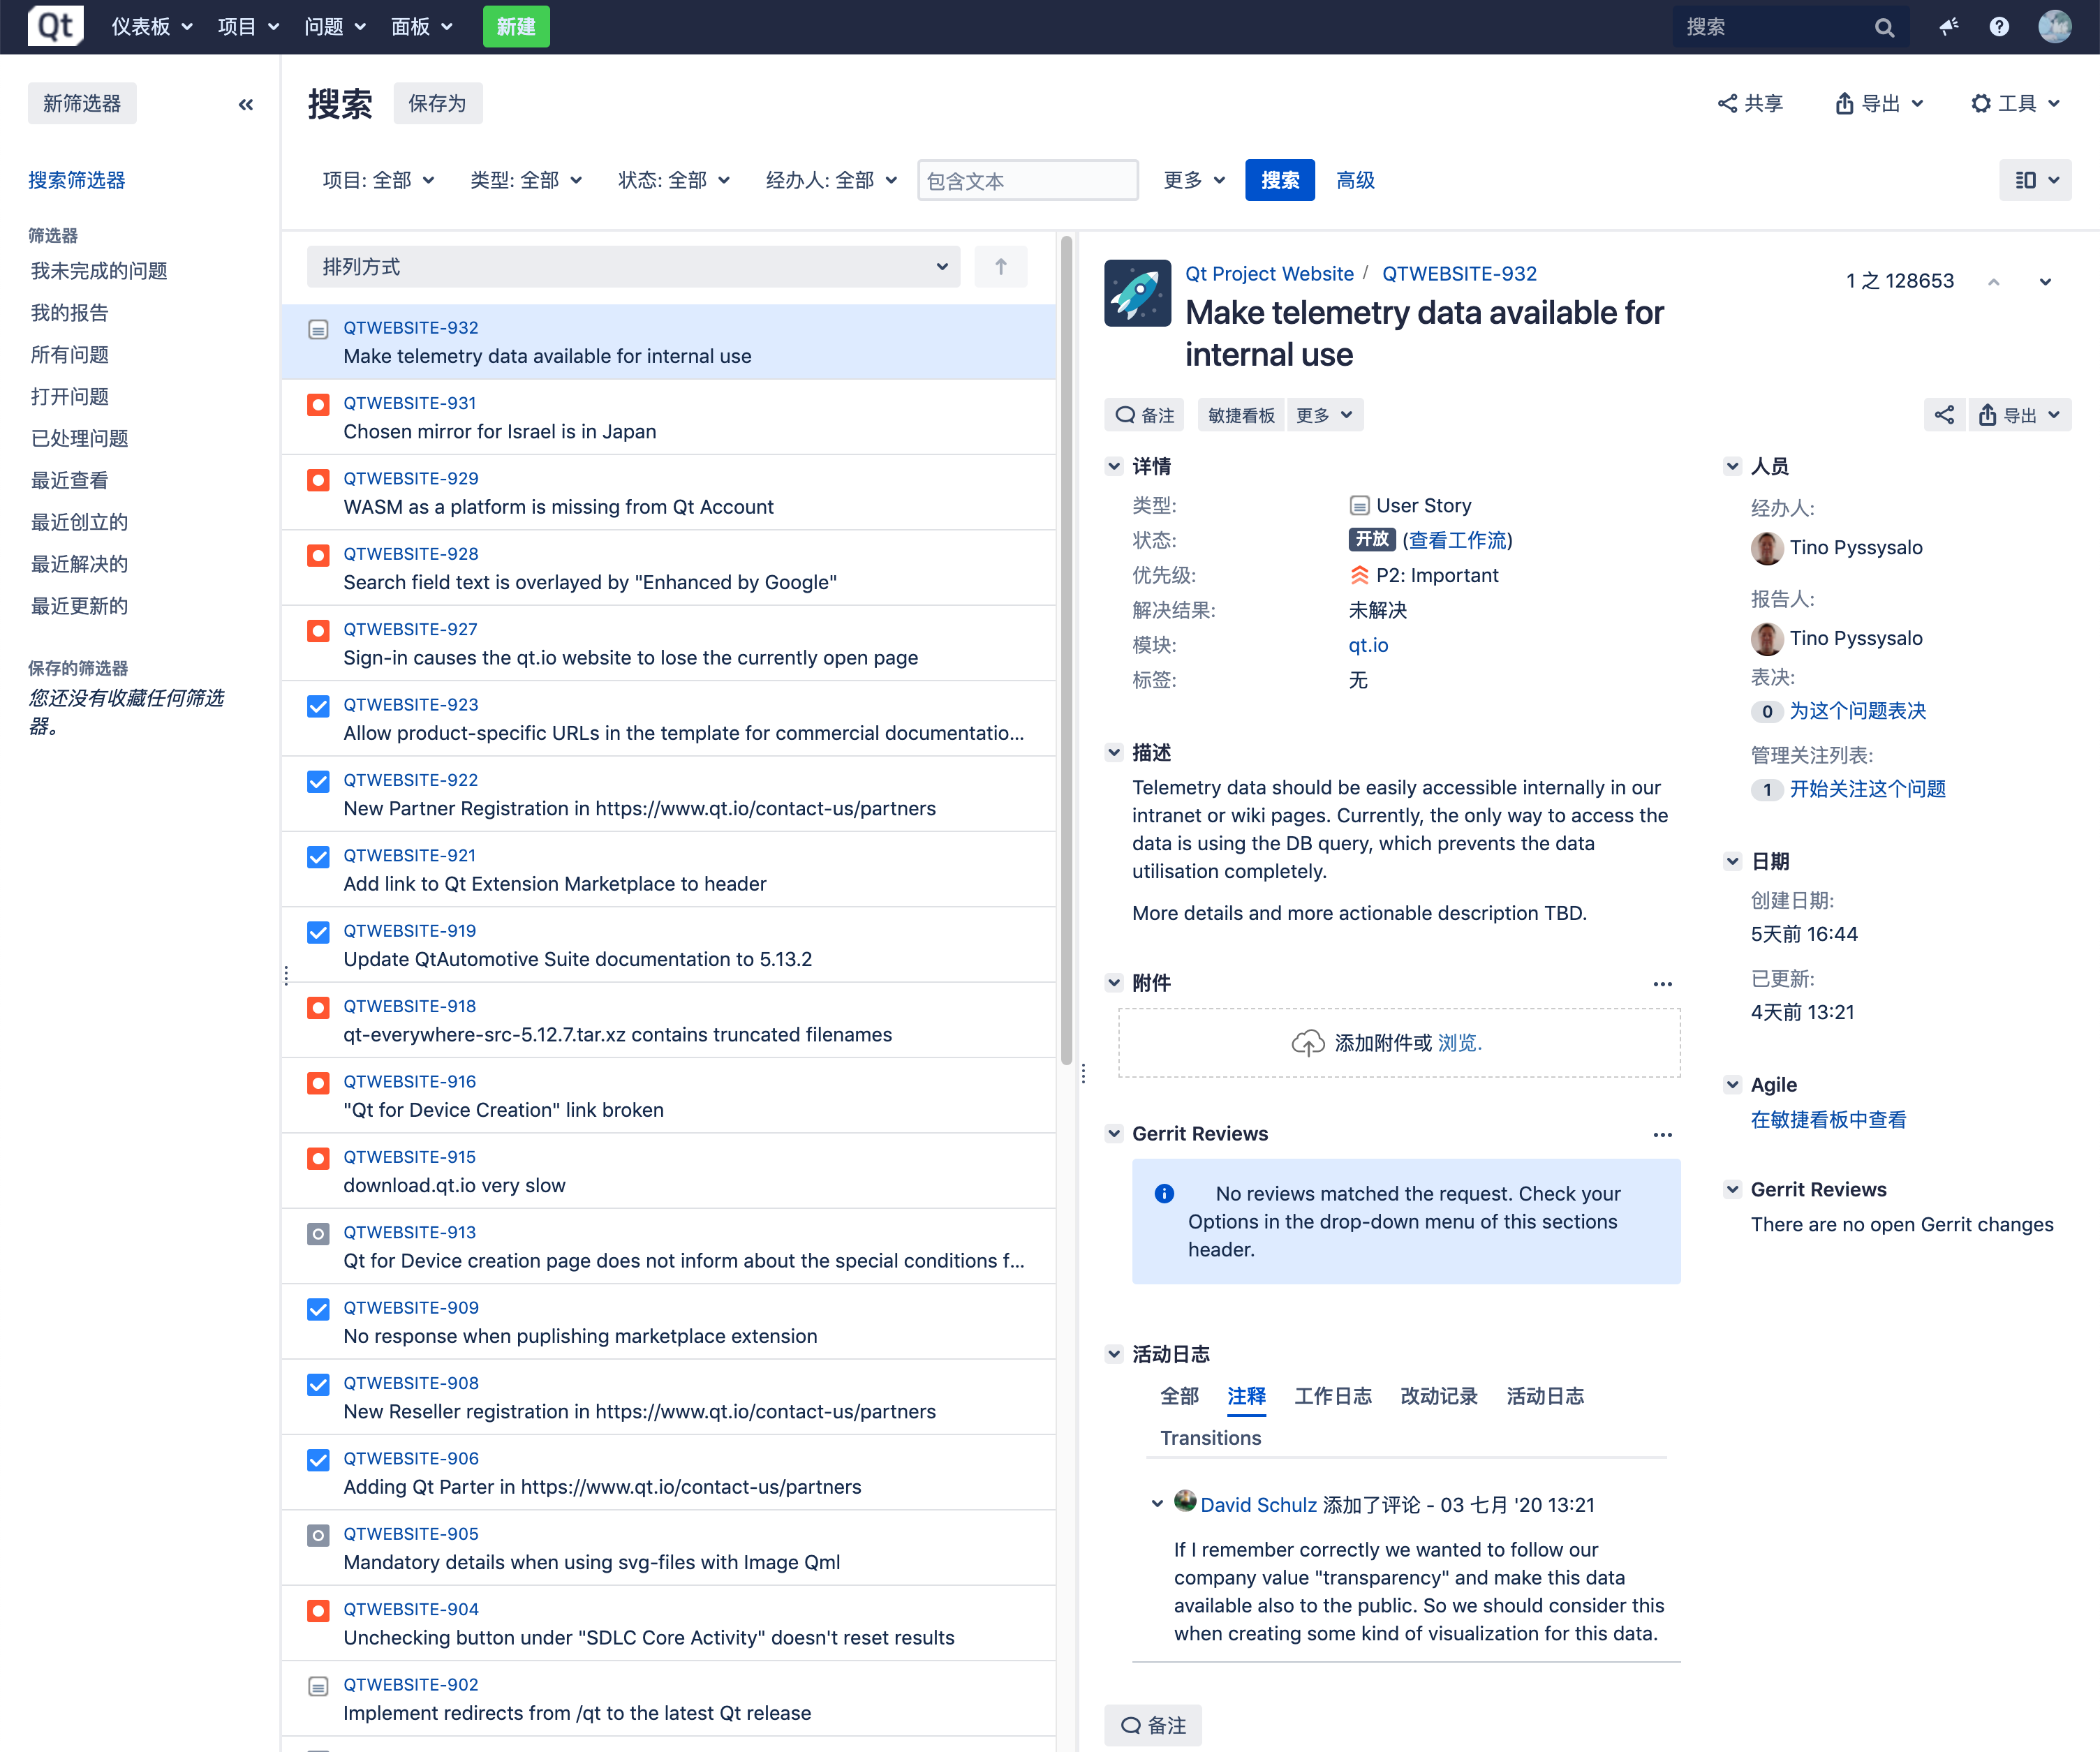 Qt 仪表板 项目 问题 面板 新建 搜索
新筛选器
搜索筛选器
筛选器
我未完成的问题
我的报告
所有问题
打开问题
已处理问题
最近查看
最近创立的
最近解决的
最近更新的
保存的筛选器
您还没有收藏任何筛选
器。
搜索 保存为 共享 导出 工具
项目: 全部 类型: 全部 状态: 全部 经办人: 全部 包含文本 更多 搜索 高级
排列方式
QTWEBSITE-932
Make telemetry data available for internal use
QTWEBSITE-931
Chosen mirror for Israel is in Japan
QTWEBSITE-929
WASM as a platform is missing from Qt Account
QTWEBSITE-928
Search field text is overlayed by "Enhanced by Google"
QTWEBSITE-927
Sign-in causes the qt.io website to lose the currently open page
QTWEBSITE-923
Allow product-specific URLs in the template for commercial documentatio...
QTWEBSITE-922
New Partner Registration in https://www.qt.io/contact-us/partners
QTWEBSITE-921
Add link to Qt Extension Marketplace to header
QTWEBSITE-919
Update QtAutomotive Suite documentation to 5.13.2
QTWEBSITE-918
qt-everywhere-src-5.12.7.tar.xz contains truncated filenames
QTWEBSITE-916
"Qt for Device Creation" link broken
QTWEBSITE-915
download.qt.io very slow
QTWEBSITE-913
Qt for Device creation page does not inform about the special conditions f...
QTWEBSITE-909
No response when puplishing marketplace extension
QTWEBSITE-908
New Reseller registration in https://www.qt.io/contact-us/partners
QTWEBSITE-906
Adding Qt Parter in https://www.qt.io/contact-us/partners
QTWEBSITE-905
Mandatory details when using svg-files with Image Qml
QTWEBSITE-904
Unchecking button under "SDLC Core Activity" doesn't reset results
QTWEBSITE-902
Implement redirects from /qt to the latest Qt release
Qt Project Website / QTWEBSITE-932
1 之 128653
Make telemetry data available for
internal use
备注 敏捷看板 更多 导出
详情
类型: User Story
状态: 开放 (查看工作流)
优先级: P2: Important
解决结果: 未解决
模块: qt.io
标签: 无
描述
Telemetry data should be easily accessible internally in our
intranet or wiki pages. Currently, the only way to access the
data is using the DB query, which prevents the data
utilisation completely.
More details and more actionable description TBD.
附件
添加附件或 浏览.
Gerrit Reviews
No reviews matched the request. Check your
Options in the drop-down menu of this sections
header.
活动日志
全部 注释 工作日志 改动记录 活动日志
Transitions
David Schulz 添加了评论 - 03 七月 '20 13:21
If I remember correctly we wanted to follow our
company value "transparency" and make this data
available also to the public. So we should consider this
when creating some kind of visualization for this data.
备注
人员
经办人:
Tino Pyssysalo
报告人:
Tino Pyssysalo
表决:
0 为这个问题表决
管理关注列表:
1 开始关注这个问题
日期
创建日期:
5天前 16:44
已更新:
4天前 13:21
Agile
在敏捷看板中查看
Gerrit Reviews
There are no open Gerrit changes